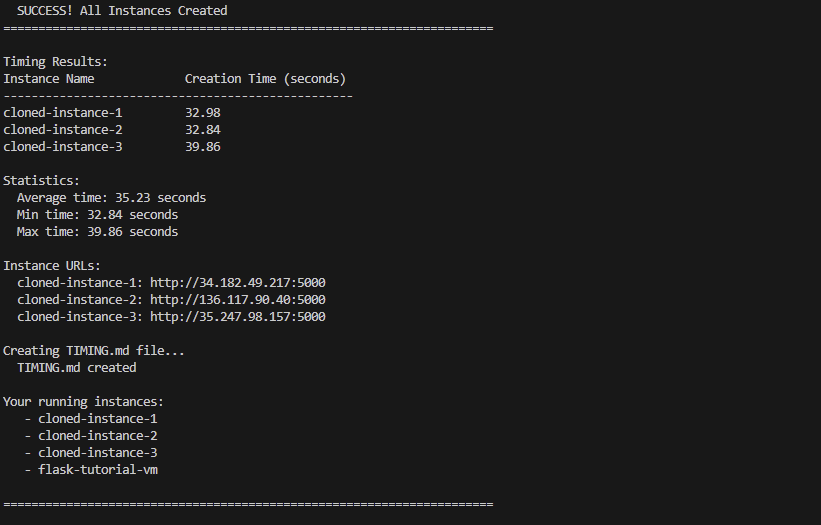 SUCCESS! All Instances Created
======================================================================
Timing Results:
Instance Name             Creation Time (seconds)
--------------------------------------------------
cloned-instance-1         32.98
cloned-instance-2         32.84
cloned-instance-3         39.86
Statistics:
  Average time: 35.23 seconds
  Min time: 32.84 seconds
  Max time: 39.86 seconds
Instance URLs:
  cloned-instance-1: http://34.182.49.217:5000
  cloned-instance-2: http://136.117.90.40:5000
  cloned-instance-3: http://35.247.98.157:5000
Creating TIMING.md file...
  TIMING.md created
Your running instances:
   - cloned-instance-1
   - cloned-instance-2
   - cloned-instance-3
   - flask-tutorial-vm
======================================================================